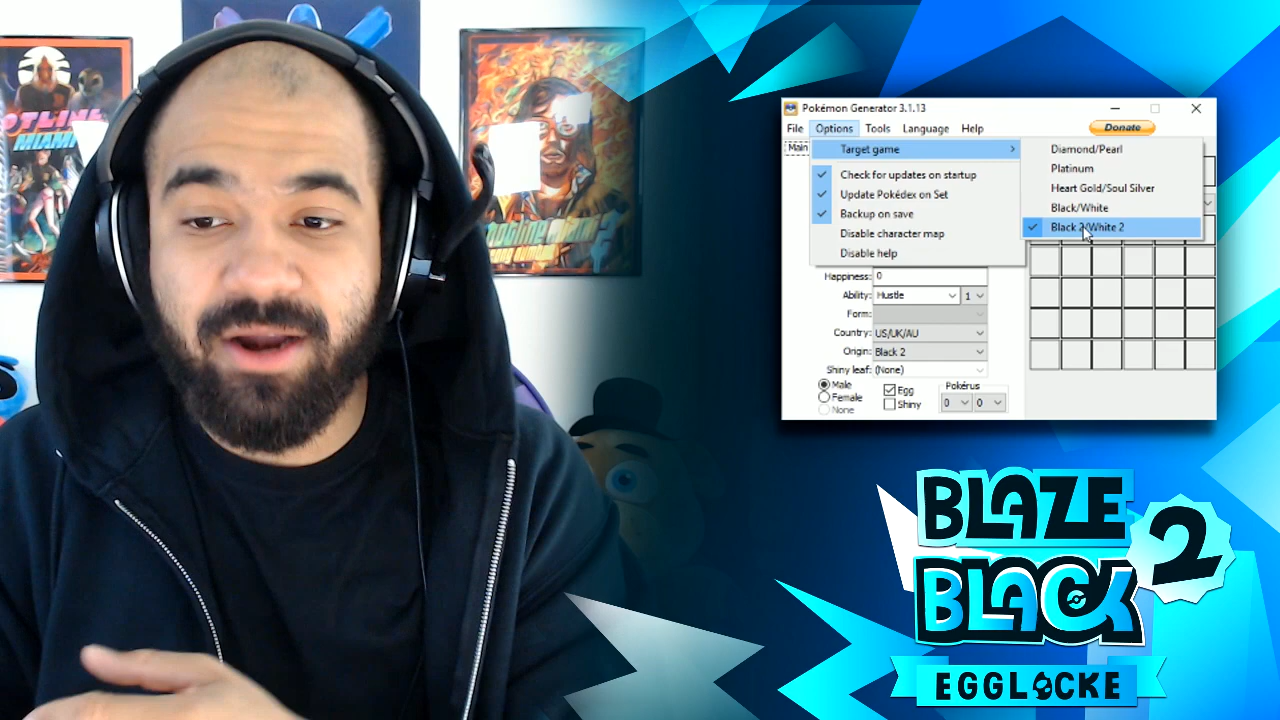 HOTLINE
MIAMI
Pokémon Generator 3.1.13
File Options Tools Language Help
Donate
Main
Target game
Check for updates on startup
Update Pokédex on Set
Backup on save
Disable character map
Disable help
Diamond/Pearl
Platinum
Heart Gold/Soul Silver
Black/White
Black 2/White 2
Happiness: 0
Ability: Hustle 1
Form:
Country: US/UK/AU
Origin: Black 2
Shiny leaf: (None)
Male
Female
None
Egg
Shiny
Pokérus
0 0
BLAZE
BLACK 2
EGGLOCKE